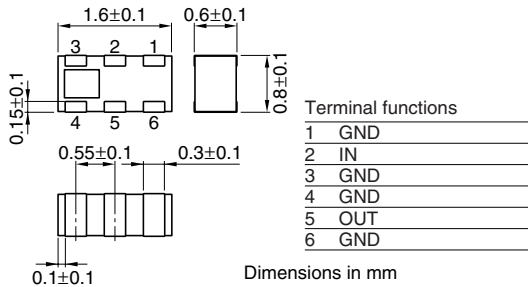 1.6±0.1
0.6±0.1
3 2 1
0.15±0.1
0.8±0.1
4 5 6
0.55±0.1
0.3±0.1
0.1±0.1
Terminal functions
1 GND
2 IN
3 GND
4 GND
5 OUT
6 GND
Dimensions in mm